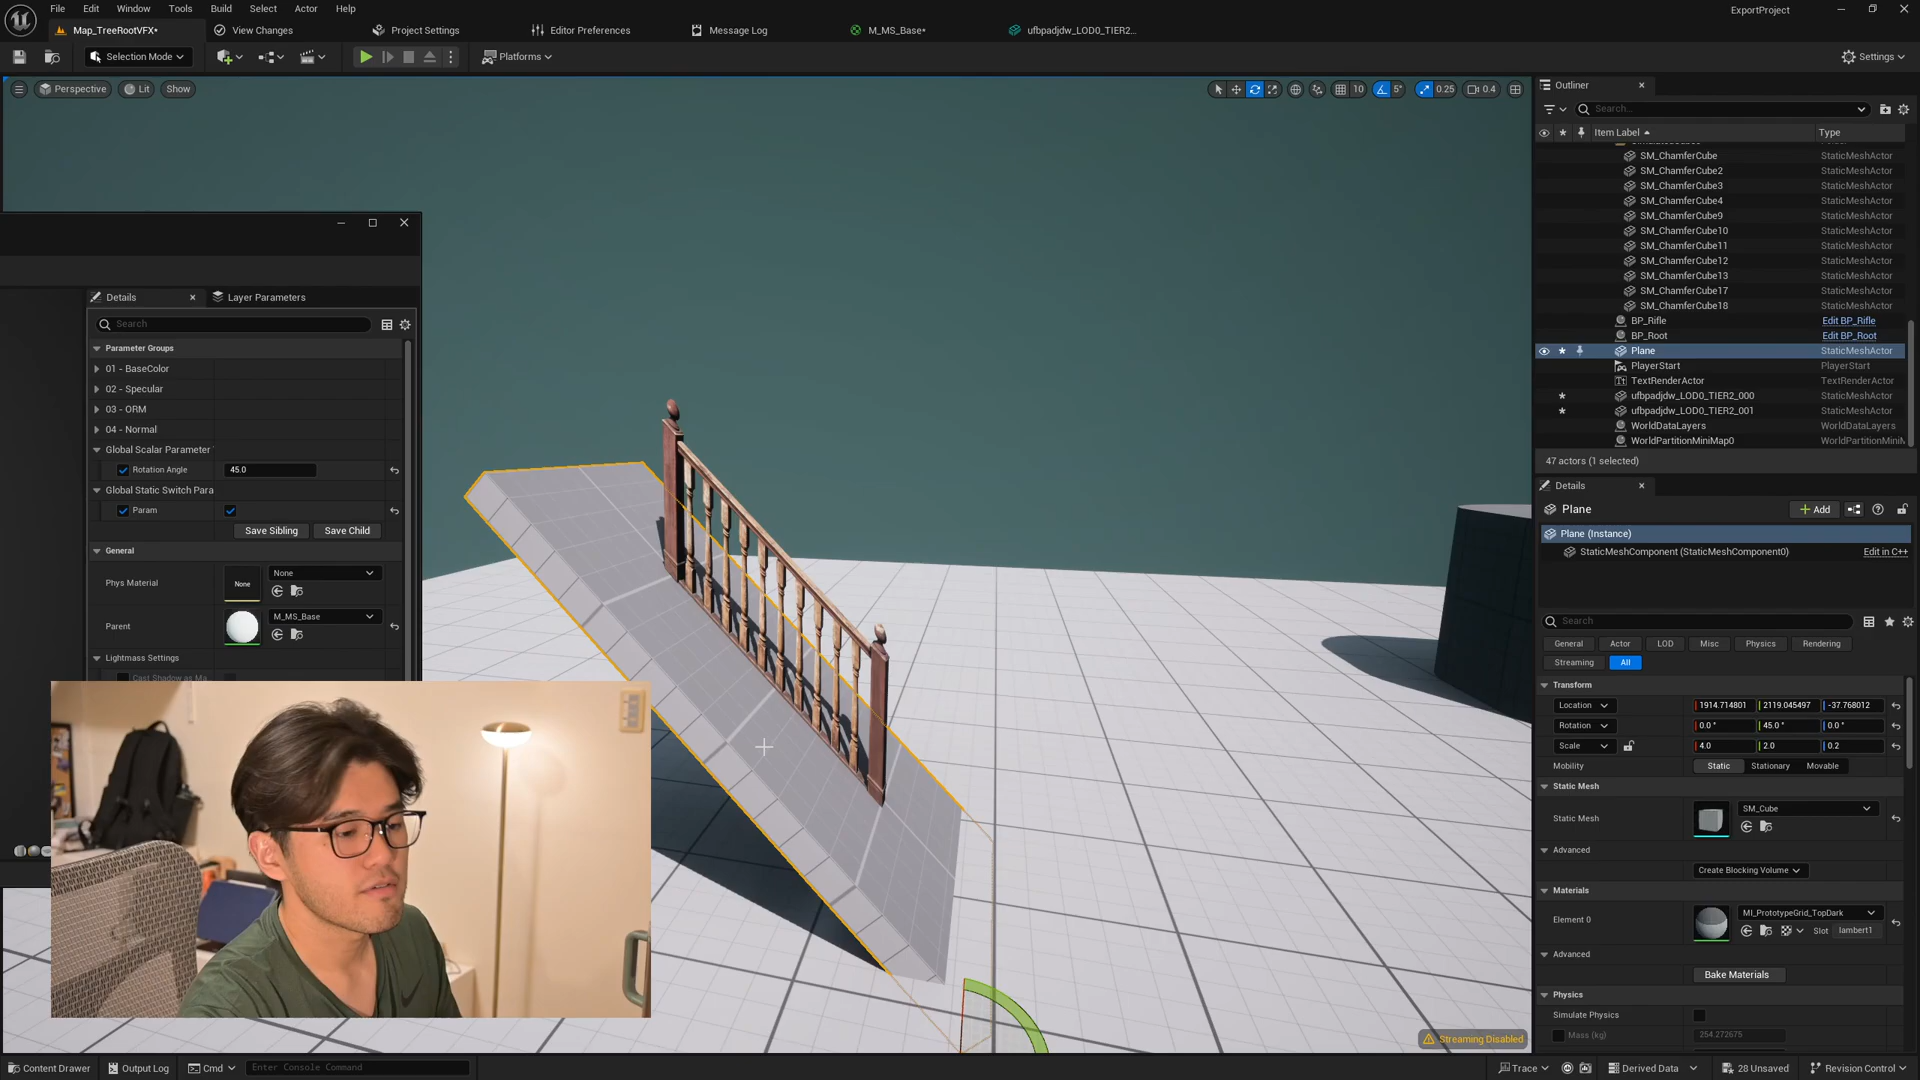 File Edit Window Tools Build Select Actor Help
ExportProject
Map_TreeRootVFX*
View Changes
Project Settings
Editor Preferences
Message Log
M_MS_Base*
ufbpadjdw_LOD0_TIER2...
Selection Mode
Platforms
Settings
Perspective
Lit
Show
10
5°
0.25
0.4
Outliner
Search...
Item Label
Type
SM_ChamferCube StaticMeshActor
SM_ChamferCube2 StaticMeshActor
SM_ChamferCube3 StaticMeshActor
SM_ChamferCube4 StaticMeshActor
SM_ChamferCube9 StaticMeshActor
SM_ChamferCube10 StaticMeshActor
SM_ChamferCube11 StaticMeshActor
SM_ChamferCube12 StaticMeshActor
SM_ChamferCube13 StaticMeshActor
SM_ChamferCube17 StaticMeshActor
SM_ChamferCube18 StaticMeshActor
BP_Rifle Edit BP_Rifle
BP_Root Edit BP_Root
Plane StaticMeshActor
PlayerStart PlayerStart
TextRenderActor TextRenderActor
ufbpadjdw_LOD0_TIER2_000 StaticMeshActor
ufbpadjdw_LOD0_TIER2_001 StaticMeshActor
WorldDataLayers WorldDataLayers
WorldPartitionMiniMap0 WorldPartitionMiniM
47 actors (1 selected)
Details
Layer Parameters
Search
Parameter Groups
01 - BaseColor
02 - Specular
03 - ORM
04 - Normal
Global Scalar Parameter
Rotation Angle 45.0
Global Static Switch Para
Param
Save Sibling Save Child
General
Phys Material
None
None
Parent
M_MS_Base
Lightmass Settings
Cast Shadow as Ma
Details
Plane
Add
Plane (Instance)
StaticMeshComponent (StaticMeshComponent0) Edit in C++
Search
General Actor LOD Misc Physics Rendering
Streaming All
Transform
Location 1914.714801 2119.045497 -37.768012
Rotation 0.0 ° 45.0 ° 0.0 °
Scale 4.0 2.0 0.2
Mobility Static Stationary Movable
Static Mesh
Static Mesh
SM_Cube
Advanced
Create Blocking Volume
Materials
Element 0
MI_PrototypeGrid_TopDark
Slot lambert1
Advanced
Bake Materials
Physics
Simulate Physics
Mass (kg) 254.272675
Streaming Disabled
Content Drawer
Output Log
Cmd
Enter Console Command
Trace
Derived Data
28 Unsaved
Revision Control